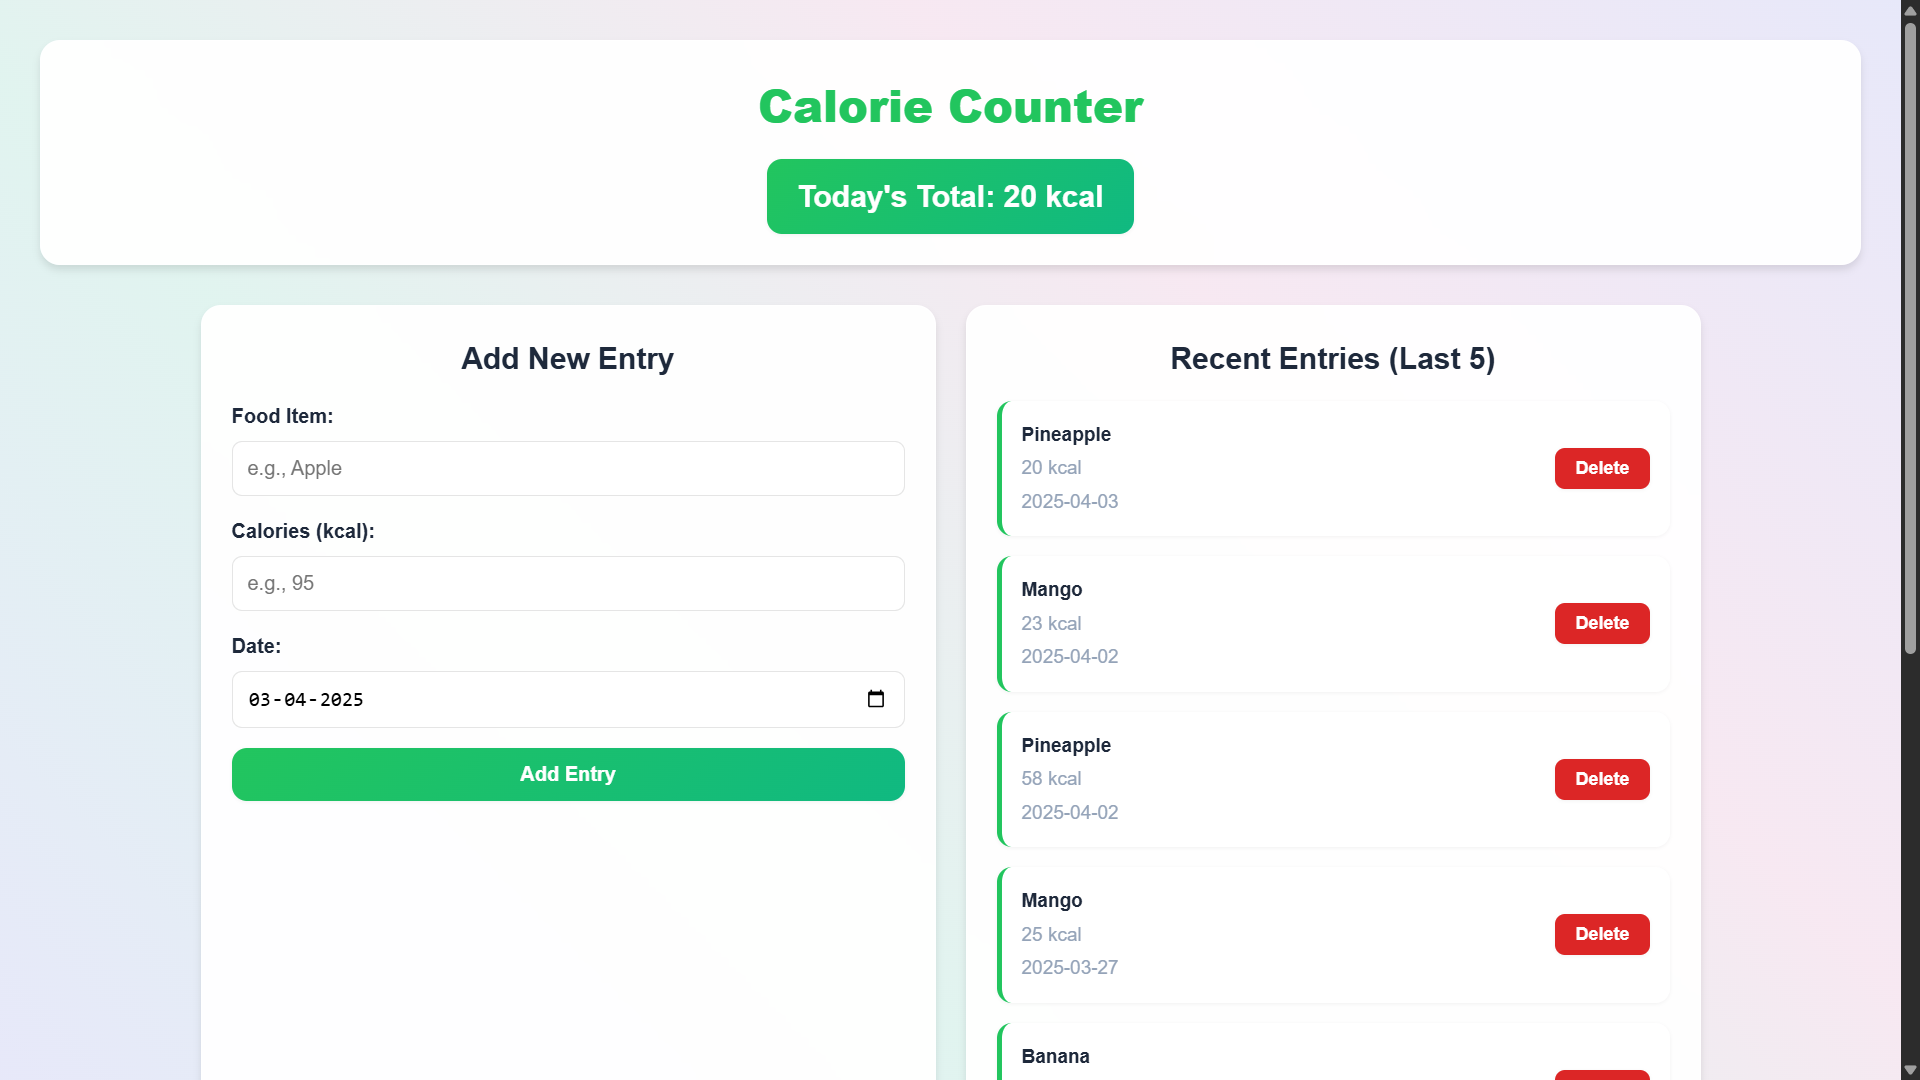 Calorie Counter
Today's Total: 20 kcal
Add New Entry
Food Item:
e.g., Apple
Calories (kcal):
e.g., 95
Date:
03-04-2025
Add Entry
Recent Entries (Last 5)
Pineapple
20 kcal
2025-04-03
Delete
Mango
23 kcal
2025-04-02
Delete
Pineapple
58 kcal
2025-04-02
Delete
Mango
25 kcal
2025-03-27
Delete
Banana